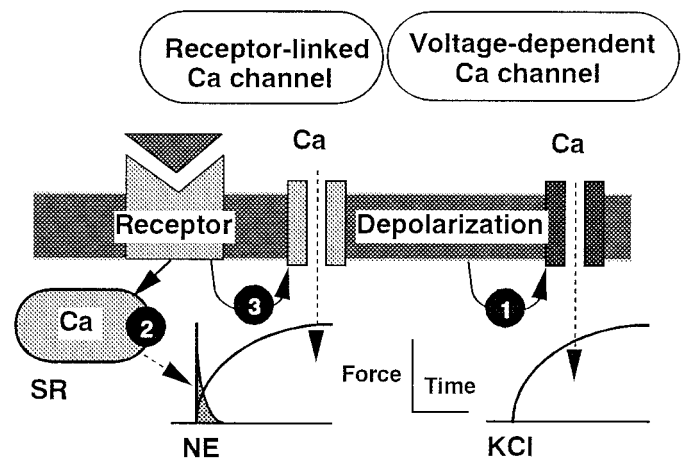 Receptor-linked
Ca channel
Voltage-dependent
Ca channel
Ca
Ca
Receptor
Depolarization
3
1
Ca
2
SR
Force
Time
NE
KCl